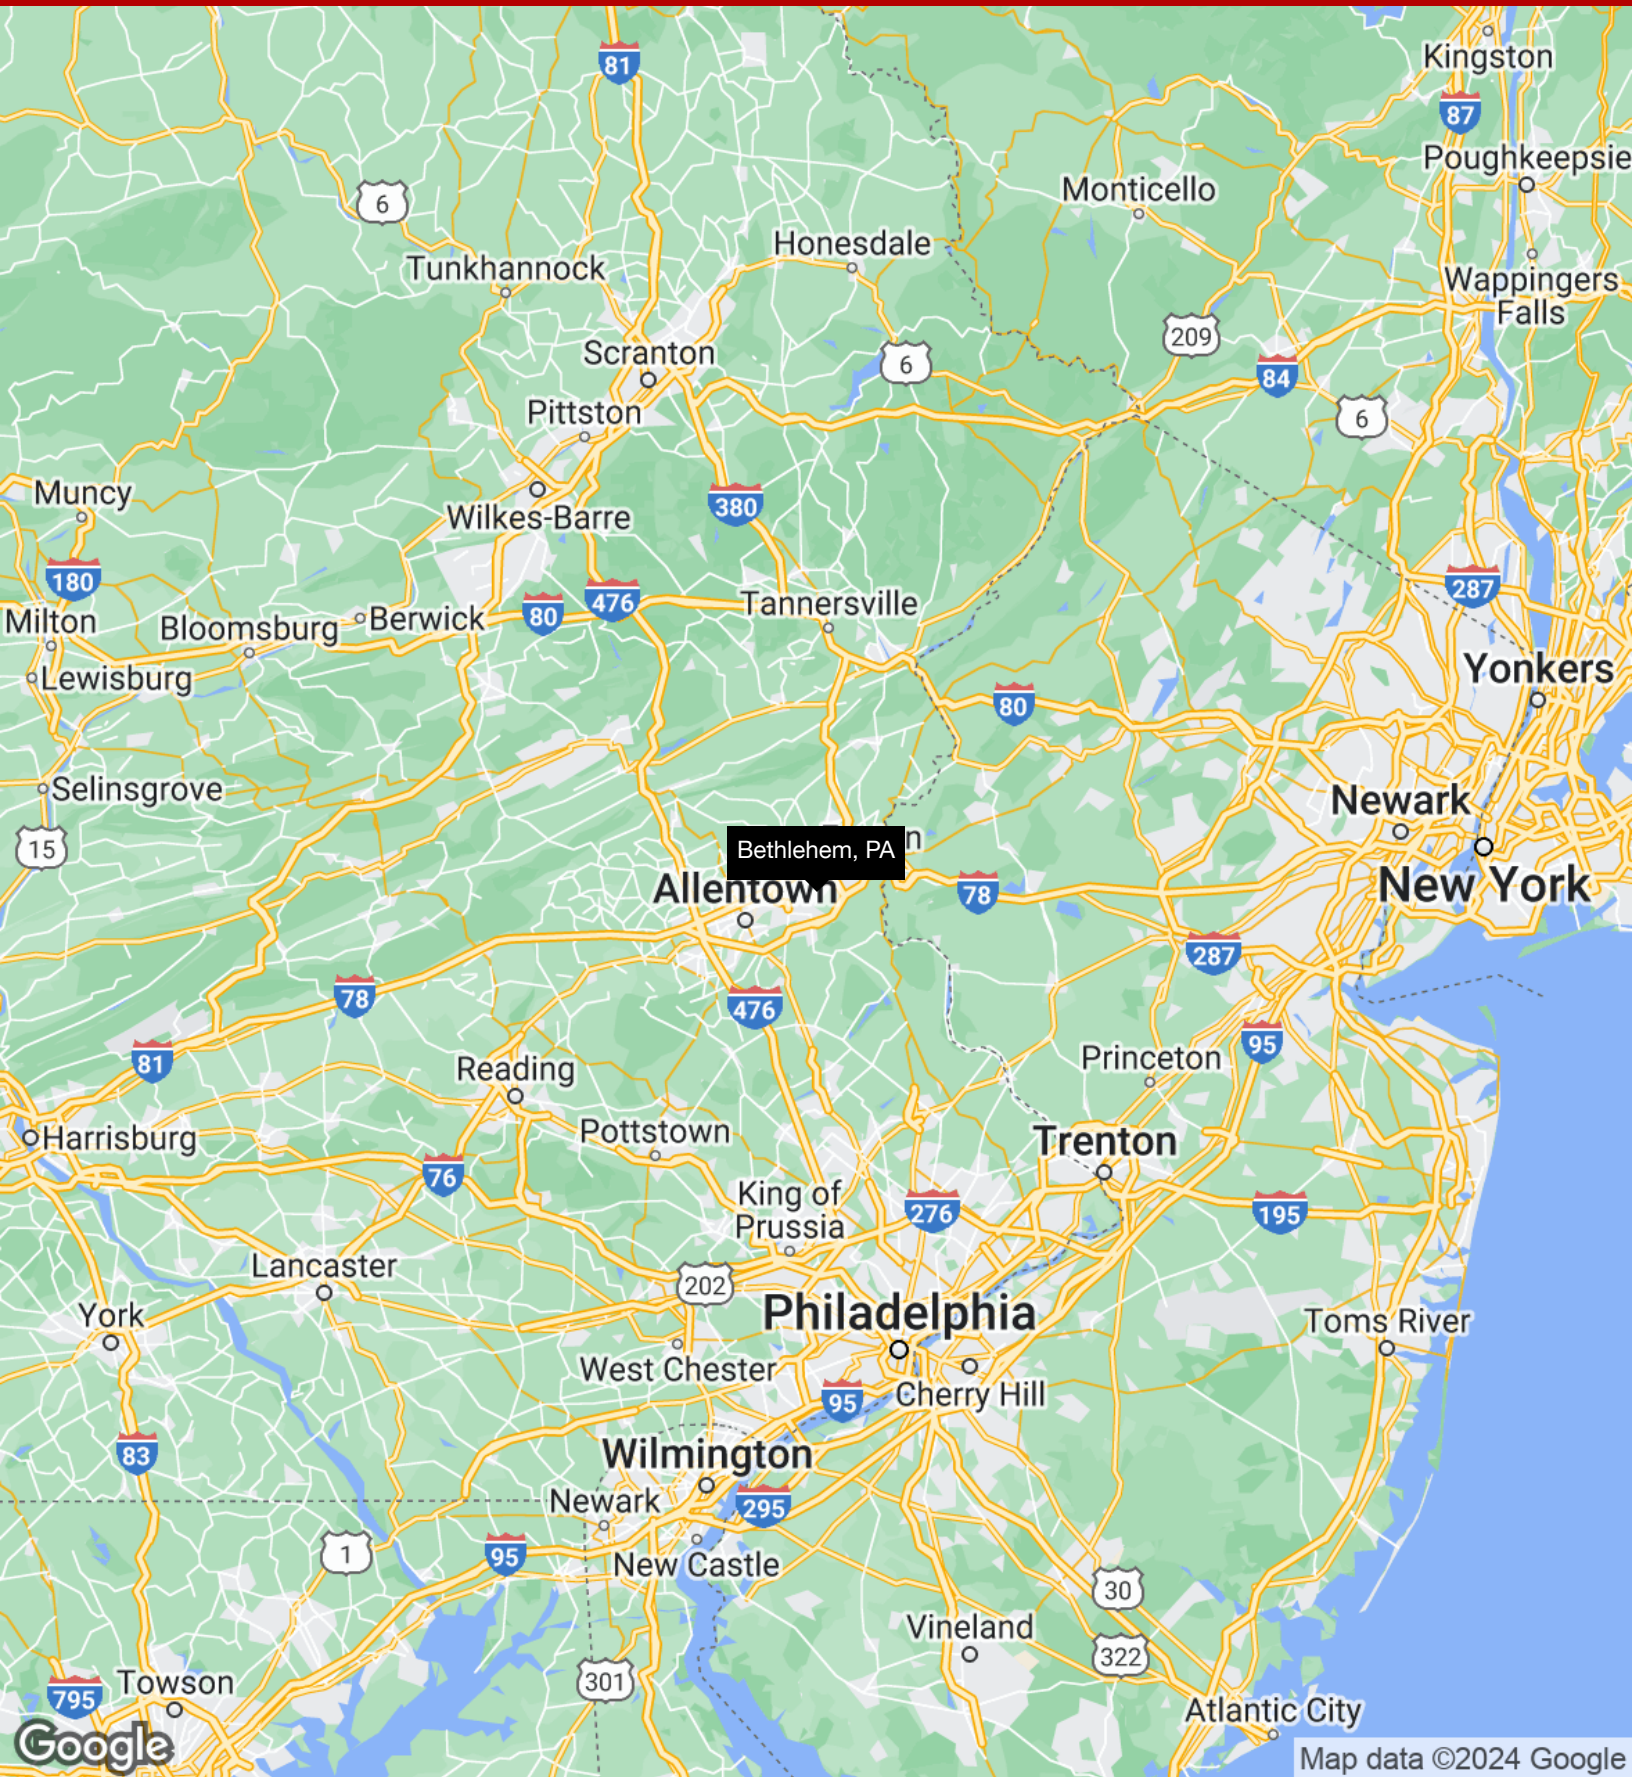 Kingston
81
87
Poughkeepsie
Monticello
6
Honesdale
Tunkhannock
Wappingers
Falls
209
Scranton
6
84
Pittston
6
Muncy
380
Wilkes-Barre
180
287
476
80
Tannersville
Milton
Berwick
Bloomsburg
Yonkers
Lewisburg
80
Selinsgrove
Newark
15
Bethlehem, PA
Allentown
78
New York
287
78
476
95
81
Princeton
Reading
Pottstown
Harrisburg
Trenton
76
King of
Prussia
276
195
Lancaster
202
York
Philadelphia
Toms River
West Chester
95
Cherry Hill
83
Wilmington
Newark
295
1
95
New Castle
30
Vineland
322
301
Towson
795
Atlantic City
Google
Map data ©2024 Google